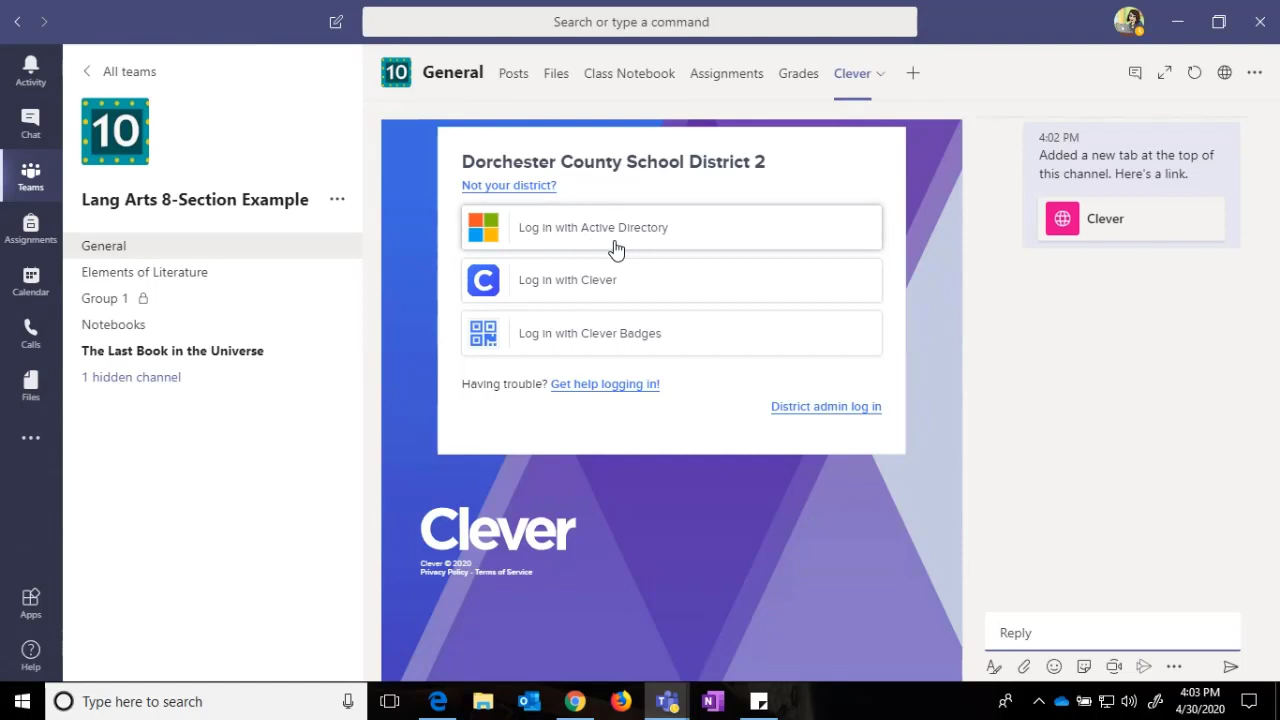 Search or type a command
Activity
Chat
Teams
Assignments
Calendar
Calls
Files
Apps
Help
All teams
10
Lang Arts 8-Section Example
General
Elements of Literature
Group 1
Notebooks
The Last Book in the Universe
1 hidden channel
10 General Posts Files Class Notebook Assignments Grades Clever
Dorchester County School District 2
Not your district?
Log in with Active Directory
C Log in with Clever
Log in with Clever Badges
Having trouble? Get help logging in!
District admin log in
Clever
Clever © 2020
Privacy Policy - Terms of Service
4:02 PM
Added a new tab at the top of
this channel. Here's a link.
Clever
Reply
Type here to search
4:03 PM
4/30/2020